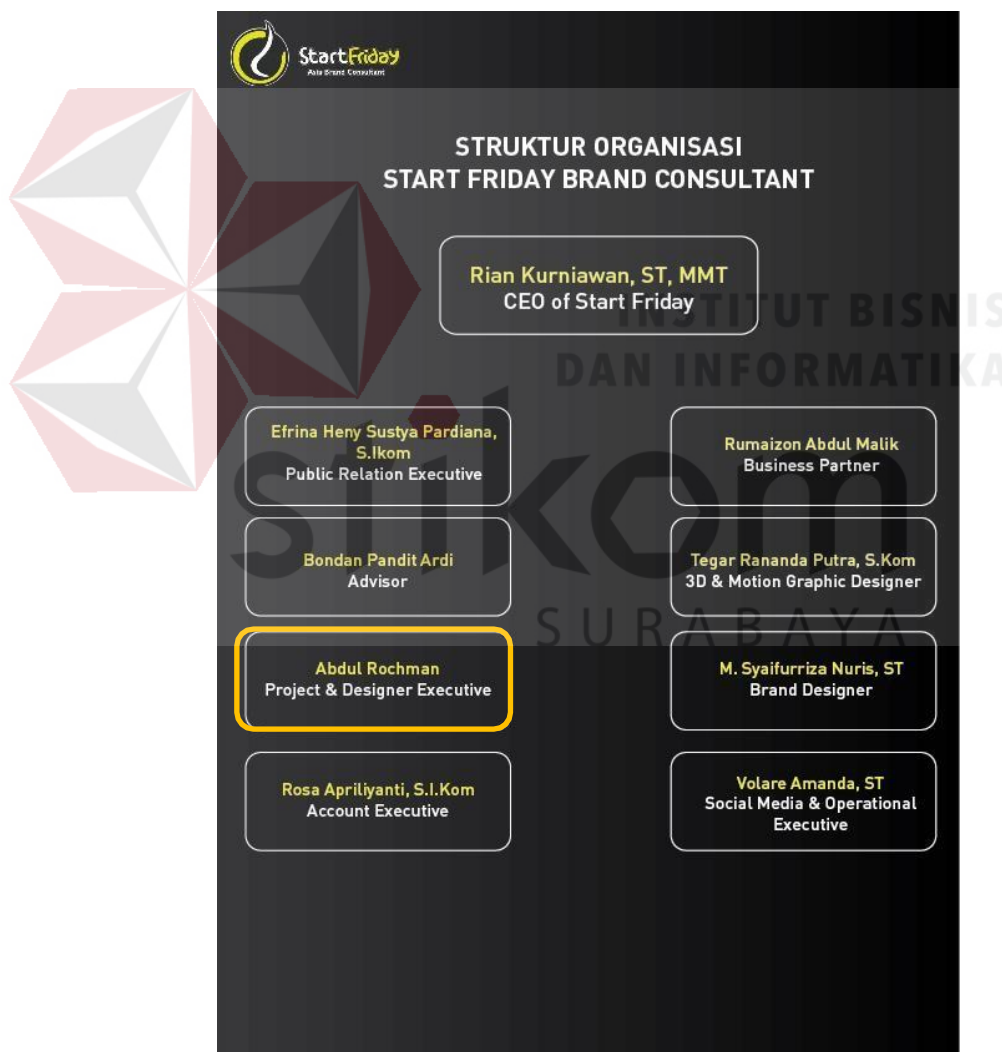 StartFriday
Asia Brand Consultant
STRUKTUR ORGANISASI
START FRIDAY BRAND CONSULTANT
Rian Kurniawan, ST, MMT
CEO of Start Friday
INSTITUT BISNIS
DAN INFORMATIKA
stikom
SURABAYA
Efrina Heny Sustya Pardiana,
S.Ikom
Public Relation Executive
Rumaizon Abdul Malik
Business Partner
Bondan Pandit Ardi
Advisor
Tegar Rananda Putra, S.Kom
3D & Motion Graphic Designer
Abdul Rochman
Project & Designer Executive
M. Syaifurriza Nuris, ST
Brand Designer
Rosa Apriliyanti, S.I.Kom
Account Executive
Volare Amanda, ST
Social Media & Operational
Executive